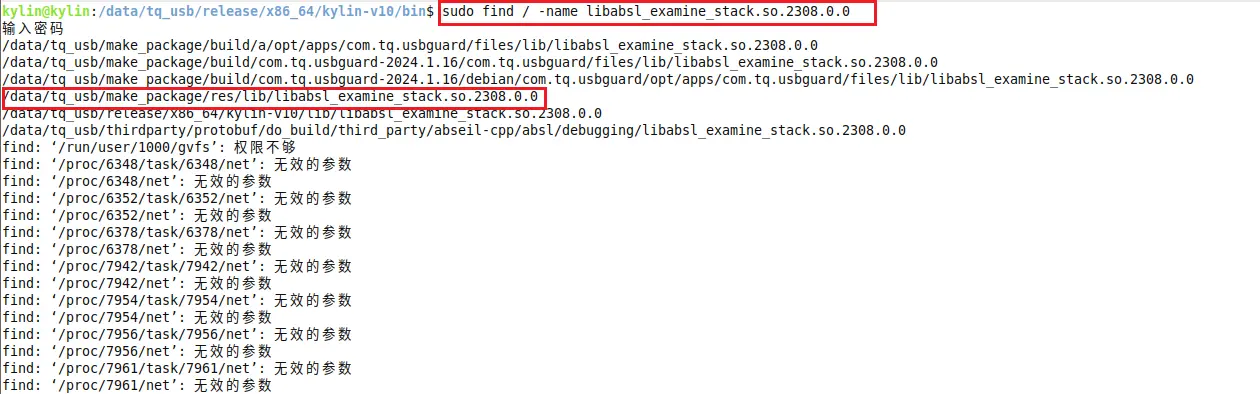 kylin@kylin:/data/tq_usb/release/x86_64/kylin-v10/bin$ sudo find / -name libabsl_examine_stack.so.2308.0.0
输入密码
/data/tq_usb/make_package/build/a/opt/apps/com.tq.usbguard/files/lib/libabsl_examine_stack.so.2308.0.0
/data/tq_usb/make_package/build/com.tq.usbguard-2024.1.16/com.tq.usbguard/files/lib/libabsl_examine_stack.so.2308.0.0
/data/tq_usb/make_package/build/com.tq.usbguard-2024.1.16/debian/com.tq.usbguard/opt/apps/com.tq.usbguard/files/lib/libabsl_examine_stack.so.2308.0.0
/data/tq_usb/make_package/res/lib/libabsl_examine_stack.so.2308.0.0
/data/tq_usb/release/x86_64/kylin-v10/lib/libabsl_examine_stack.so.2308.0.0
/data/tq_usb/thirdparty/protobuf/do_build/third_party/abseil-cpp/absl/debugging/libabsl_examine_stack.so.2308.0.0
find: ‘/run/user/1000/gvfs’: 权限不够
find: ‘/proc/6348/task/6348/net’: 无效的参数
find: ‘/proc/6348/net’: 无效的参数
find: ‘/proc/6352/task/6352/net’: 无效的参数
find: ‘/proc/6352/net’: 无效的参数
find: ‘/proc/6378/task/6378/net’: 无效的参数
find: ‘/proc/6378/net’: 无效的参数
find: ‘/proc/7942/task/7942/net’: 无效的参数
find: ‘/proc/7942/net’: 无效的参数
find: ‘/proc/7954/task/7954/net’: 无效的参数
find: ‘/proc/7954/net’: 无效的参数
find: ‘/proc/7956/task/7956/net’: 无效的参数
find: ‘/proc/7956/net’: 无效的参数
find: ‘/proc/7961/task/7961/net’: 无效的参数
find: ‘/proc/7961/net’: 无效的参数